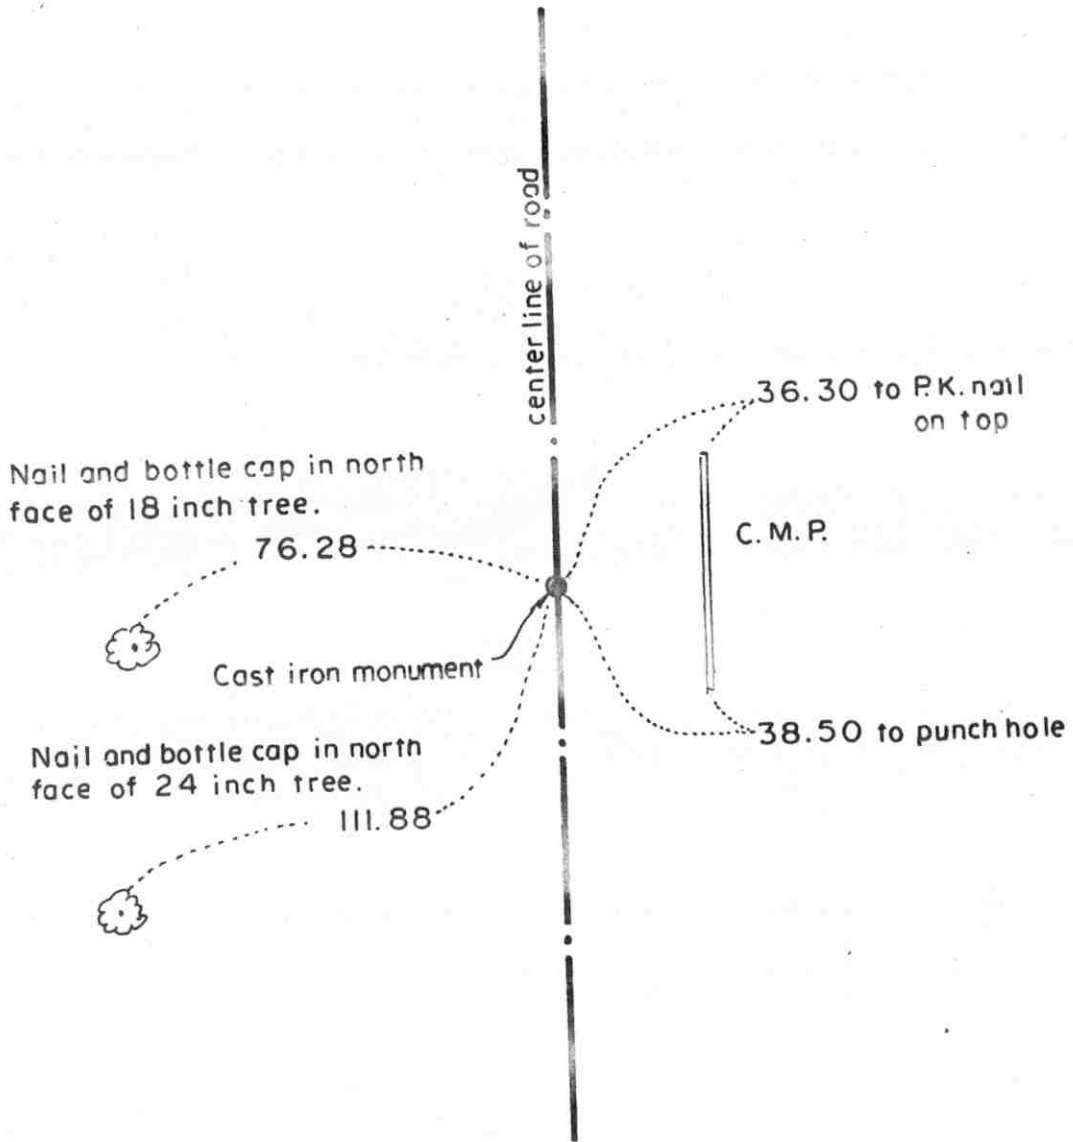 center line of road
36.30 to P.K. nail
on top
Nail and bottle cap in north
face of 18 inch tree.
76.28
C.M.P.
Cast iron monument
38.50 to punch hole
Nail and bottle cap in north
face of 24 inch tree.
111.88